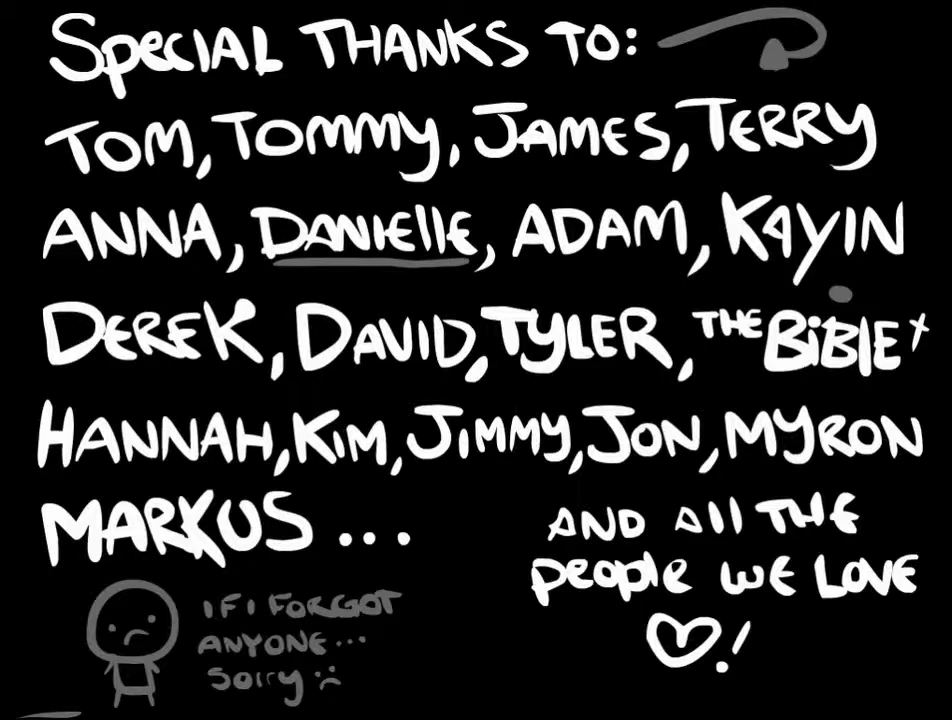 SPECIAL THANKS TO:
TOM, TOMMY, JAMES, TERRY
ANNA, DANIELLE, ADAM, KAYIN
DEREK, DAVID, TYLER, THE BIBLE
HANNAH, KIM, JIMMY, JON, MYRON
MARKUS...
AND ALL THE
PEOPLE WE LOVE
♡!
IF I FORGOT
ANYONE...
SORRY :(